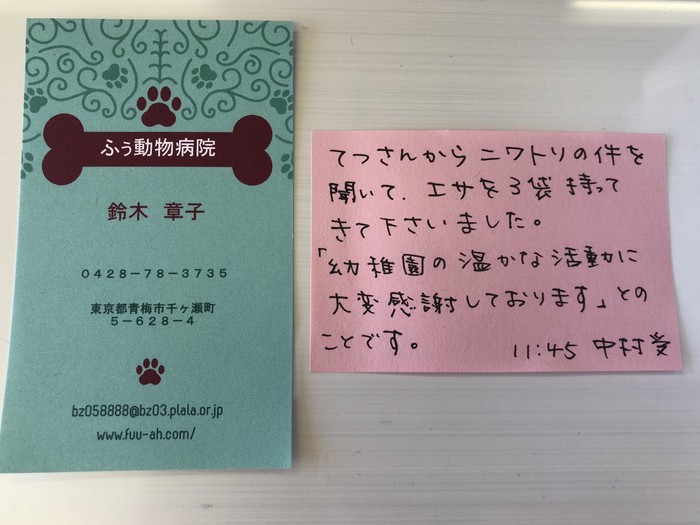 ふぅ動物病院
鈴木 章子
0428-78-3735
東京都青梅市千ヶ瀬町
5-628-4
bz058888@bz03.plala.or.jp
www.fuu-ah.com/
てつさんから ニワトリの件を
聞いて、エサを3袋 持って
きて下さいました。
「幼稚園の温かな活動に
大変感謝しております」との
ことです。 11:45 中村受